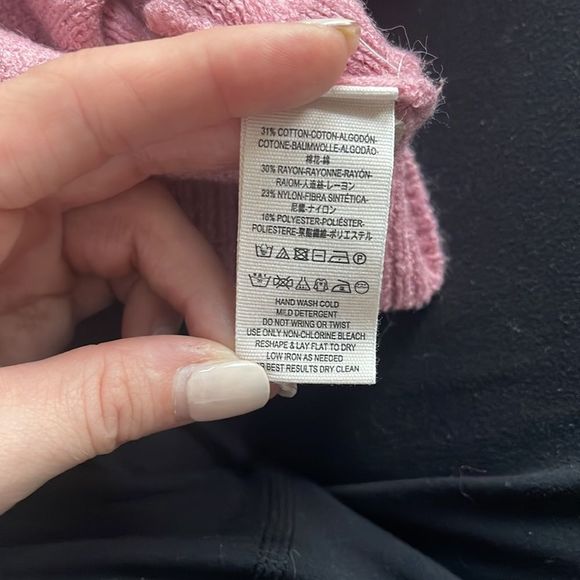 31% COTTON-COTON-ALGODÓN-
COTONE-BAUMWOLLE-ALGODÃO-
棉花-綿
30% RAYON-RAYONNE-RAYÓN-
RAIOM-人造絲-レーヨン
23% NYLON-FIBRA SINTÉTICA-
尼龍-ナイロン
16% POLYESTER-POLIÉSTER-
POLIESTERE-聚酯纖維-ポリエステル
P
HAND WASH COLD
MILD DETERGENT
DO NOT WRING OR TWIST
USE ONLY NON-CHLORINE BLEACH
RESHAPE & LAY FLAT TO DRY
LOW IRON AS NEEDED
BEST RESULTS DRY CLEAN